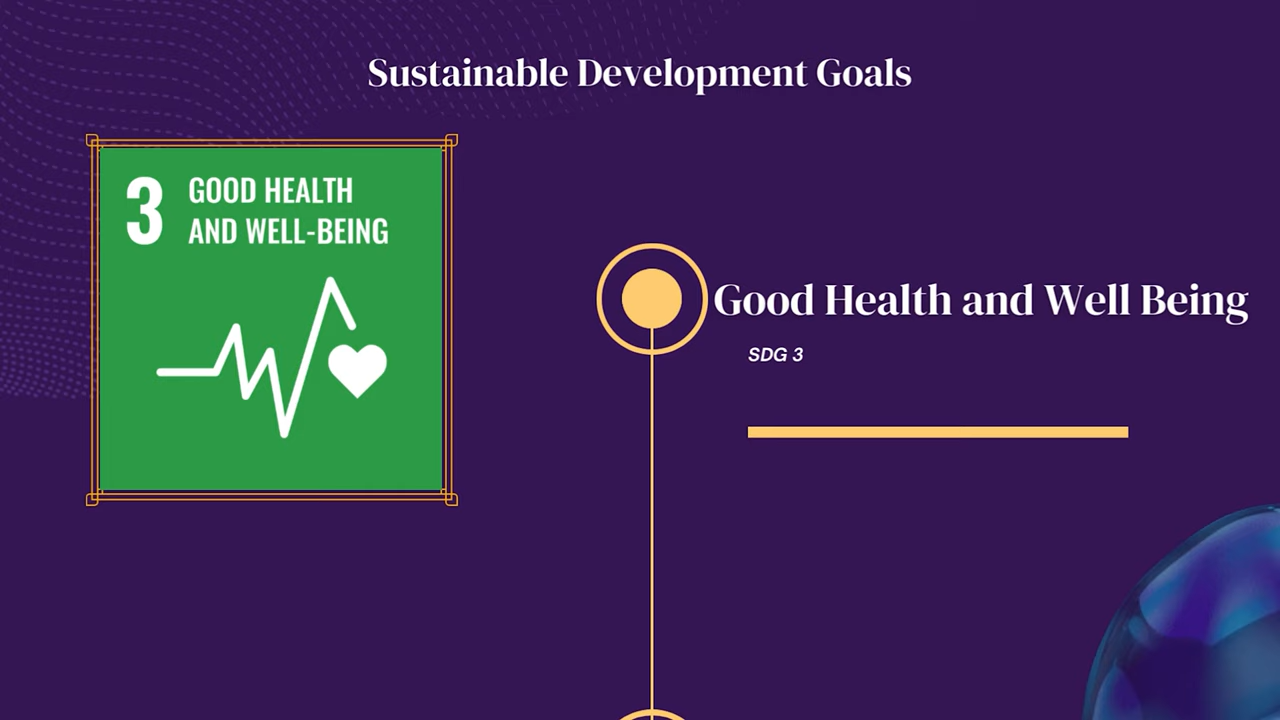 Sustainable Development Goals
3 GOOD HEALTH
AND WELL-BEING
Good Health and Well Being
SDG 3